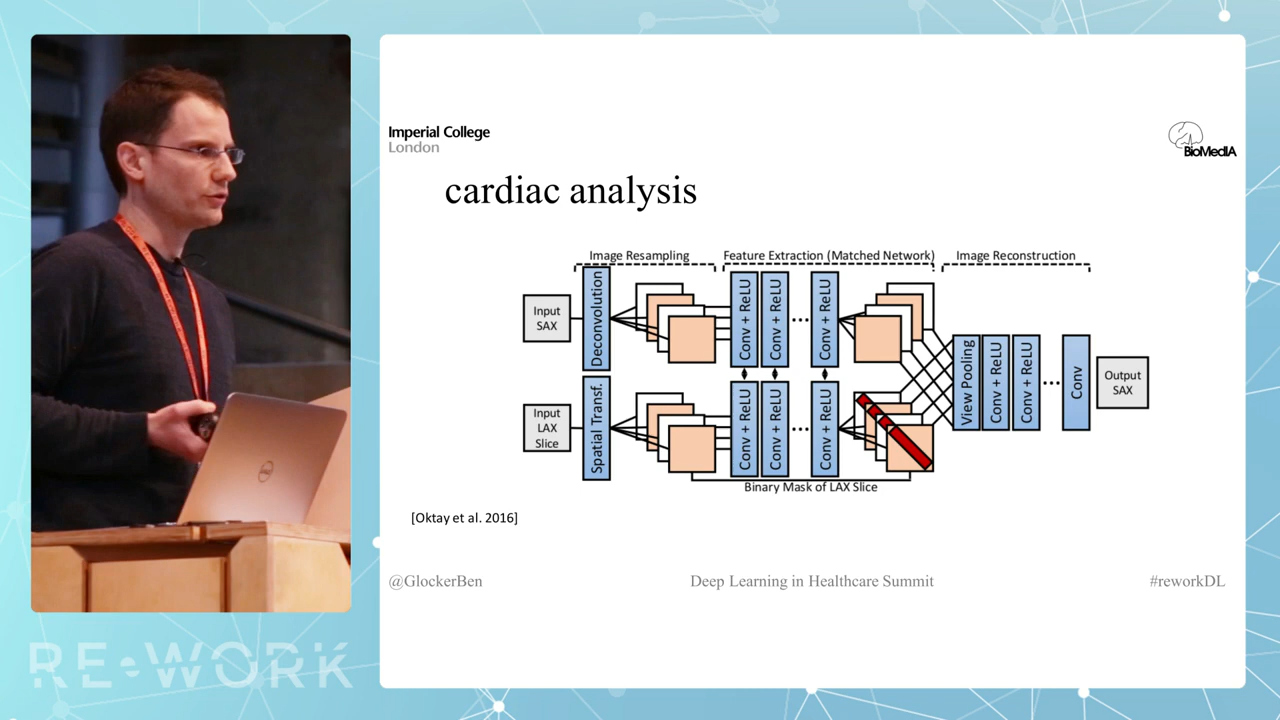 Imperial College
London
BioMedIA
cardiac analysis
Image Resampling
Feature Extraction (Matched Network)
Image Reconstruction
Input
SAX
Deconvolution
Conv + ReLU
Conv + ReLU
...
Conv + ReLU
Input
LAX
Slice
Spatial Transf.
Conv + ReLU
Conv + ReLU
...
Conv + ReLU
View Pooling
Conv + ReLU
Conv + ReLU
...
Conv
Output
SAX
Binary Mask of LAX Slice
[Oktay et al. 2016]
@GlockerBen
Deep Learning in Healthcare Summit
#reworkDL
RE•WORK
DELL